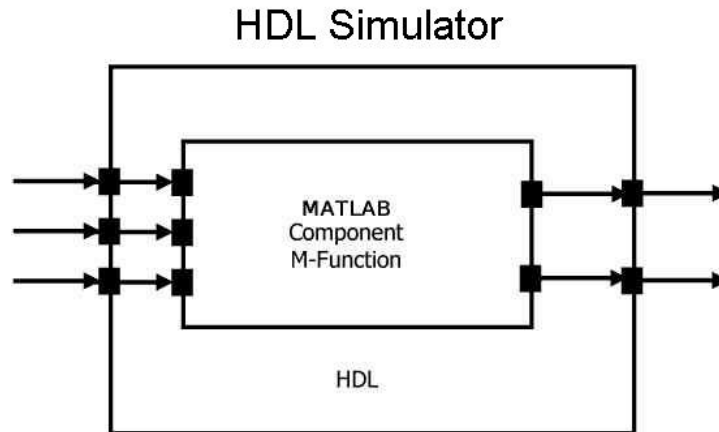 HDL Simulator
MATLAB
Component
M-Function
HDL